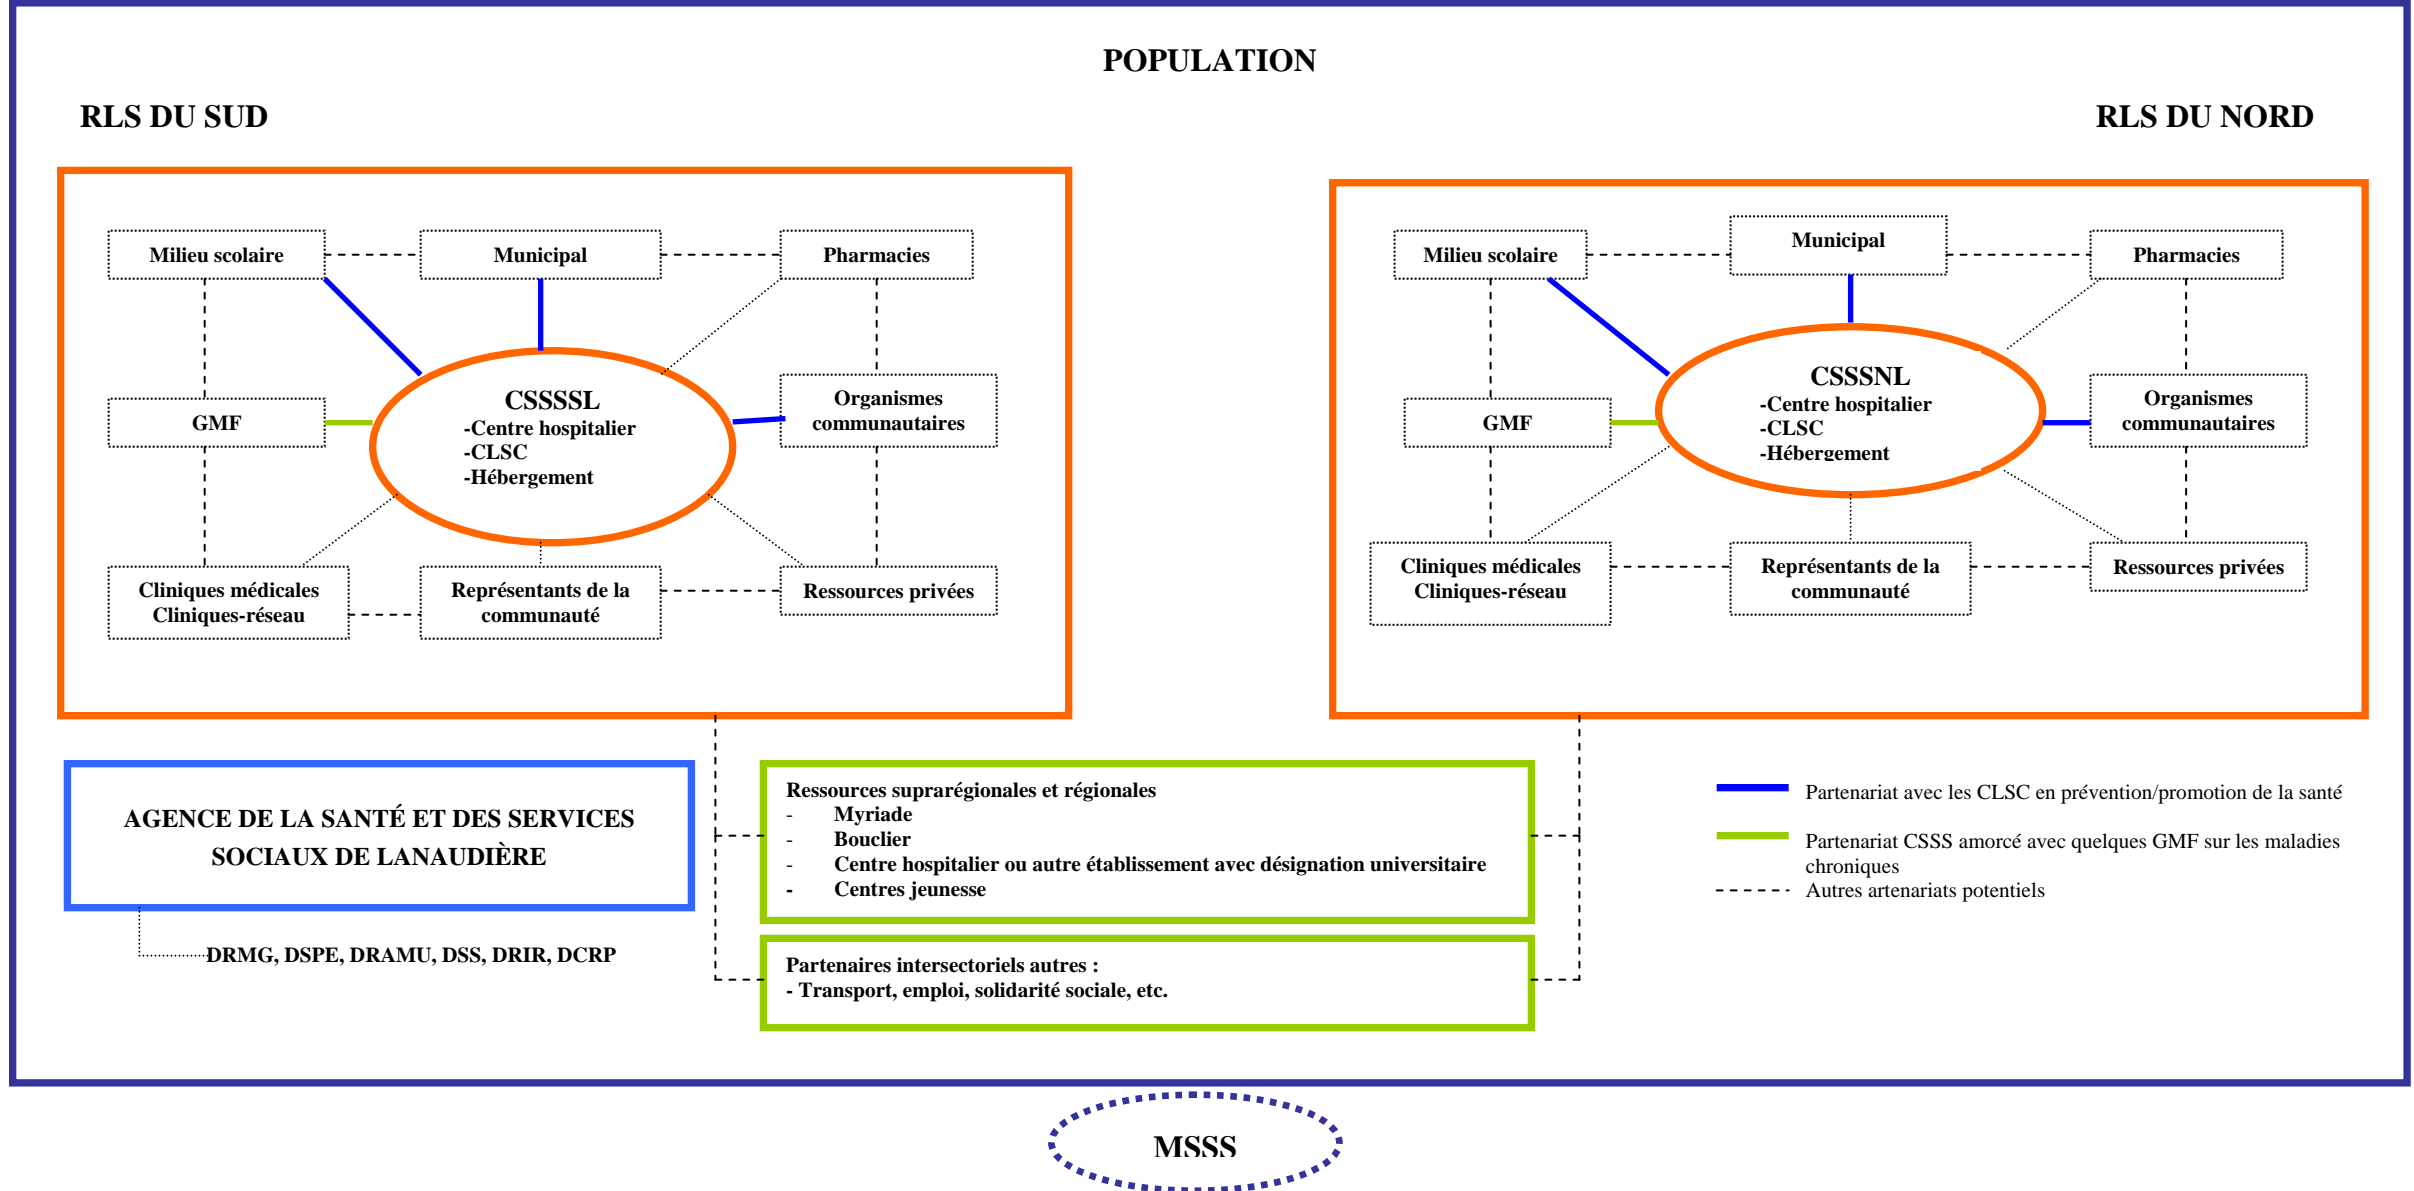 POPULATION
RLS DU SUD
RLS DU NORD
Milieu scolaire
Municipal
Pharmacies
GMF
CSSSSL
-Centre hospitalier
-CLSC
-Hébergement
Organismes
communautaires
Cliniques médicales
Cliniques-réseau
Représentants de la
communauté
Ressources privées
Milieu scolaire
Municipal
Pharmacies
GMF
CSSSNL
-Centre hospitalier
-CLSC
-Hébergement
Organismes
communautaires
Cliniques médicales
Cliniques-réseau
Représentants de la
communauté
Ressources privées
AGENCE DE LA SANTÉ ET DES SERVICES
SOCIAUX DE LANAUDIÈRE
DRMG, DSPE, DRAMU, DSS, DRIR, DCRP
Ressources suprarégionales et régionales
- Myriade
- Bouclier
- Centre hospitalier ou autre établissement avec désignation universitaire
- Centres jeunesse
Partenaires intersectoriels autres :
- Transport, emploi, solidarité sociale, etc.
Partenariat avec les CLSC en prévention/promotion de la santé
Partenariat CSSS amorcé avec quelques GMF sur les maladies
chroniques
Autres artenariats potentiels
MSSS